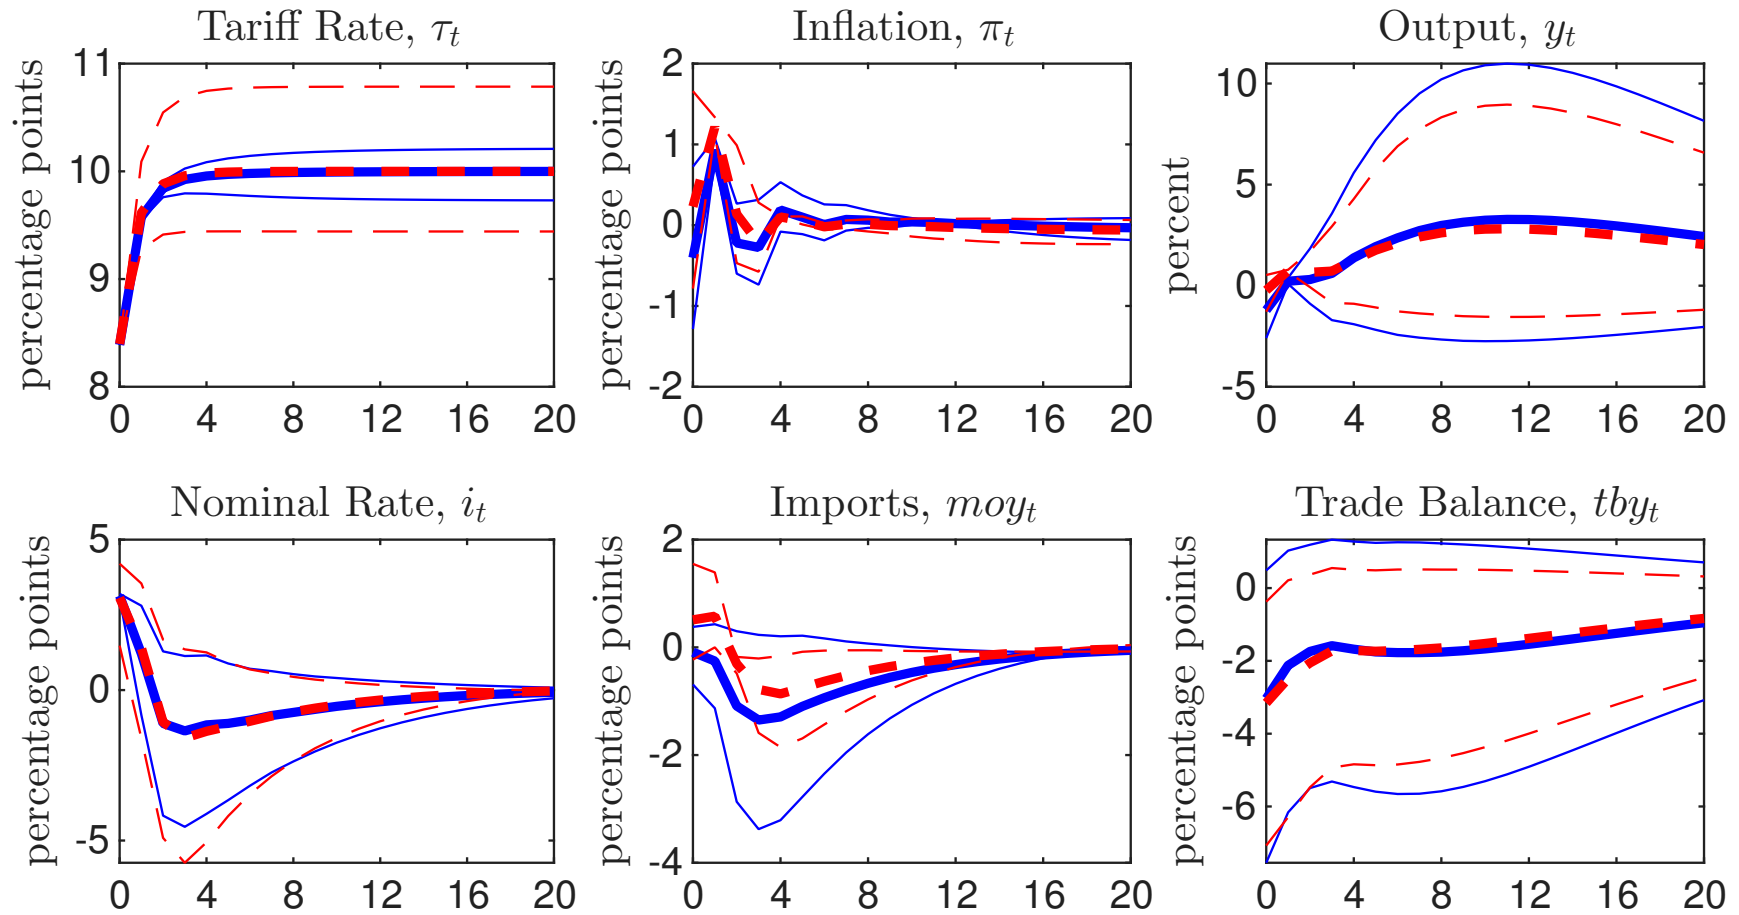 Tariff Rate, τt
Inflation, πt
Output, yt
percentage points
11
10
9
8
0 4 8 12 16 20
percentage points
2
1
0
-1
-2
0 4 8 12 16 20
percent
10
5
0
-5
0 4 8 12 16 20
Nominal Rate, it
Imports, moyt
Trade Balance, tbyt
percentage points
5
0
-5
0 4 8 12 16 20
percentage points
2
0
-2
-4
0 4 8 12 16 20
percentage points
0
-2
-4
-6
0 4 8 12 16 20